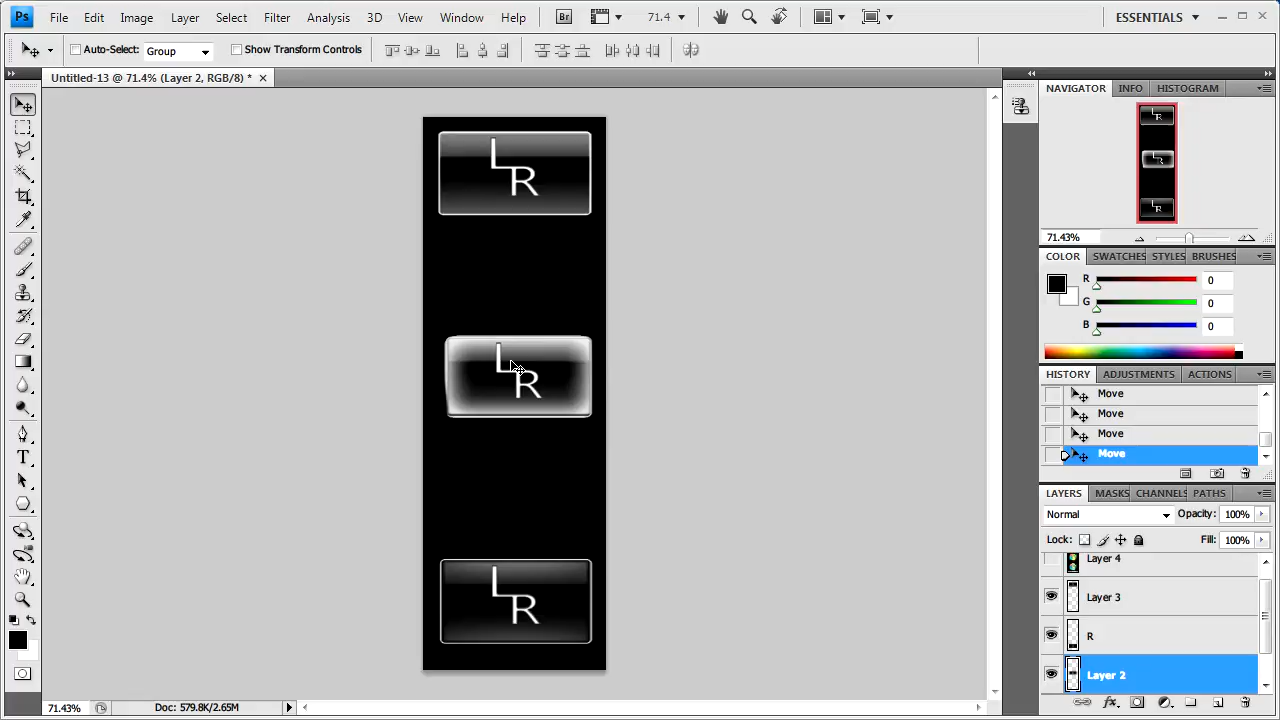 Ps File Edit Image Layer Select Filter Analysis 3D View Window Help Br 71.4 ESSENTIALS
Auto-Select: Group Show Transform Controls
Untitled-13 @ 71.4% (Layer 2, RGB/8) *
NAVIGATOR INFO HISTOGRAM
L
R
L
R
L
R
71.43%
COLOR SWATCHES STYLES BRUSHES
R 0
G 0
B 0
HISTORY ADJUSTMENTS ACTIONS
Move
Move
Move
Move
LAYERS MASKS CHANNELS PATHS
Normal Opacity: 100%
Lock: Fill: 100%
Layer 4
Layer 3
R
Layer 2
71.43% Doc: 579.8K/2.65M